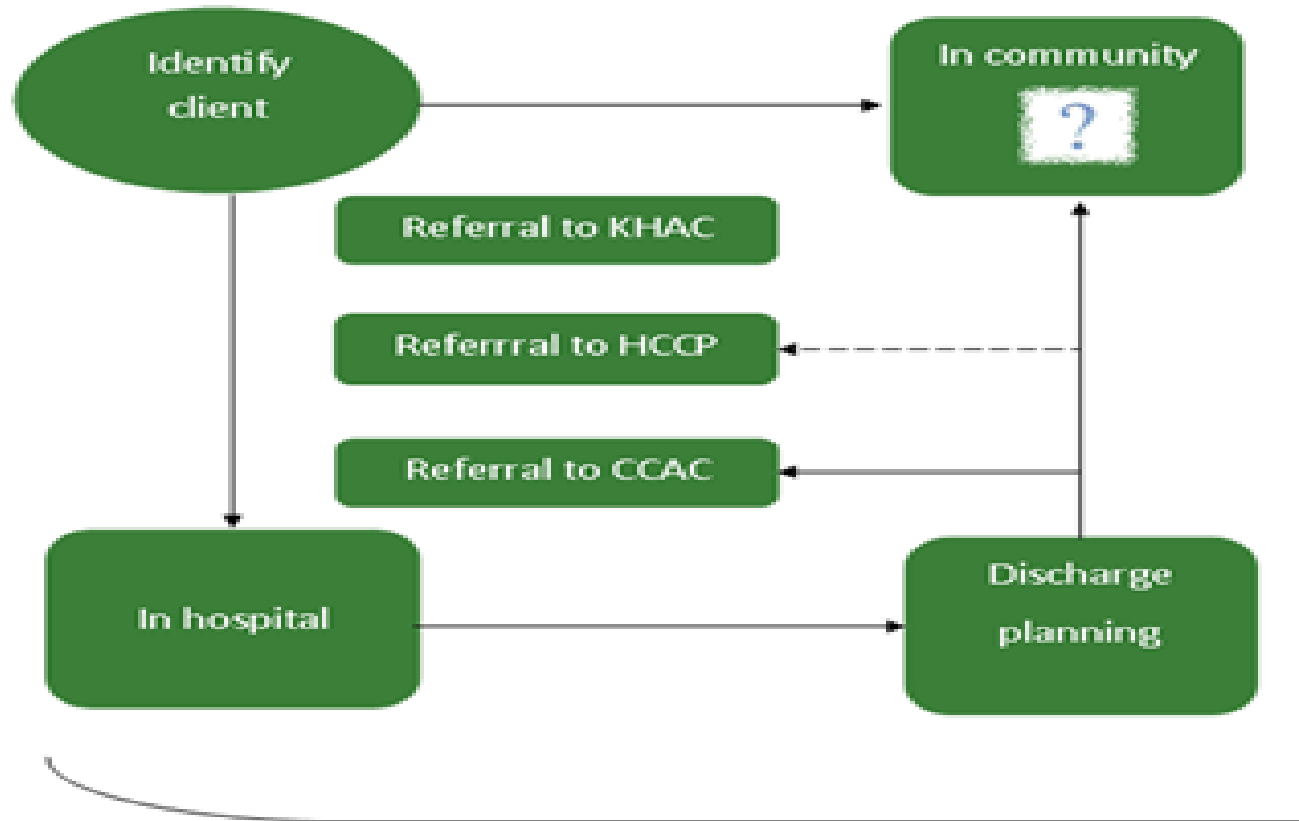 Identify
client
In community
?
Referral to KHAC
Referrral to HCCP
Referral to CCAC
In hospital
Discharge
planning